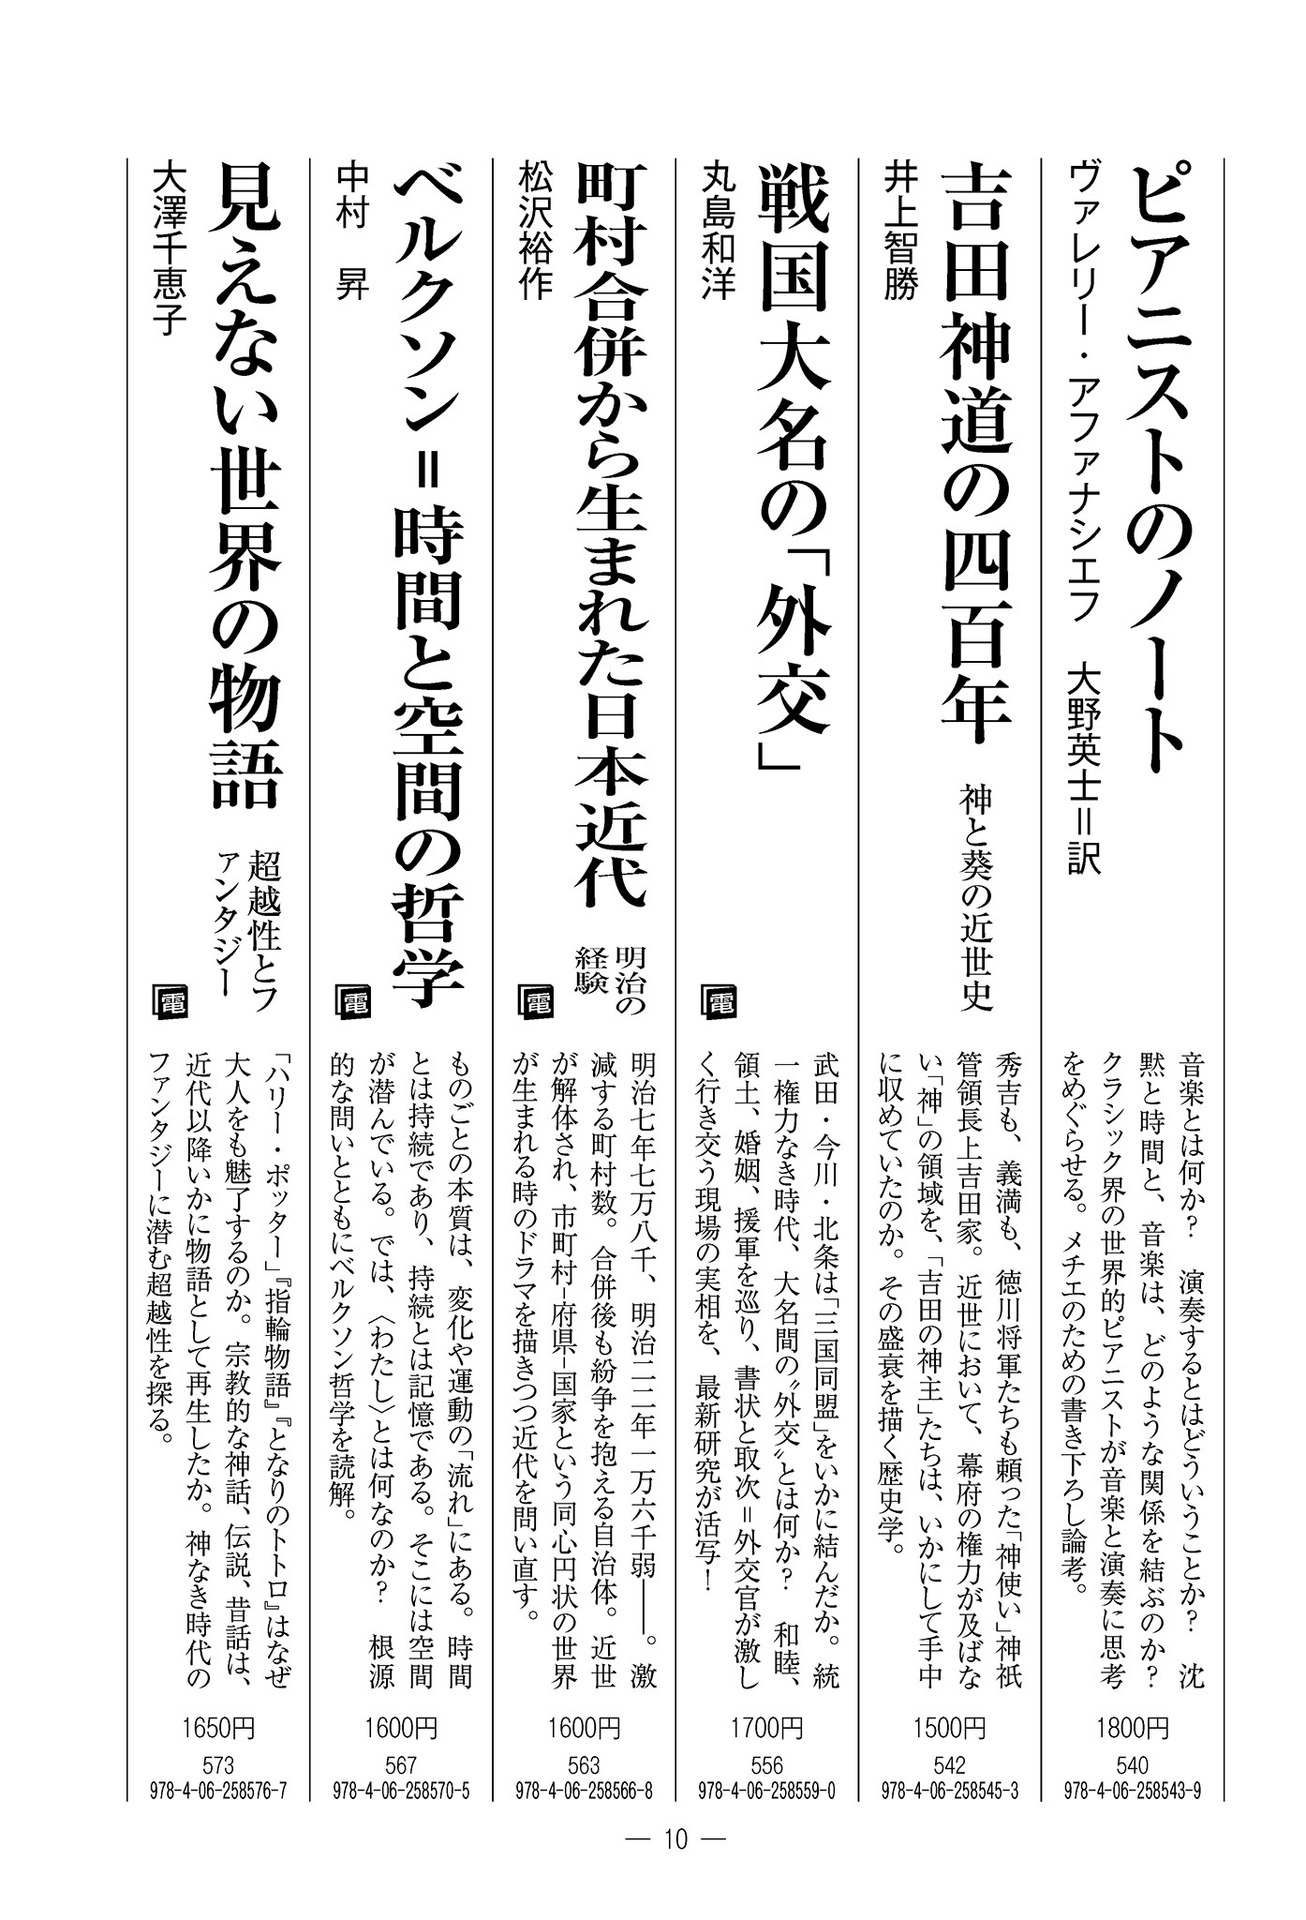 ピアニストのノート
ヴァレリー・アファナシエフ　大野英士＝訳
音楽とは何か？　演奏するとはどういうことか？　沈
黙と時間と、音楽は、どのような関係を結ぶのか？
クラシック界の世界的ピアニストが音楽と演奏に思考
をめぐらせる。メチエのための書き下ろし論考。
1800円
540
978-4-06-258543-9
吉田神道の四百年　神と葵の近世史
井上智勝
秀吉も、義満も、徳川将軍たちも頼った「神使い」神祇
管領長上吉田家。近世において、幕府の権力が及ばな
い「神」の領域を、「吉田の神主」たちは、いかにして手中
に収めていたのか。その盛衰を描く歴史学。
1500円
542
978-4-06-258545-3
戦国大名の「外交」
丸島和洋
電
武田・今川・北条は「三国同盟」をいかに結んだか。統
一権力なき時代、大名間の〝外交〟とは何か？　和睦、
領土、婚姻、援軍を巡り、書状と取次＝外交官が激し
く行き交う現場の実相を、最新研究が活写！
1700円
556
978-4-06-258559-0
町村合併から生まれた日本近代
明治の
経験
松沢裕作
電
明治七年七万八千、明治二二年一万六千弱――。激
減する町村数。合併後も紛争を抱える自治体。近世
が解体され、市町村−府県−国家という同心円状の世界
が生まれる時のドラマを描きつつ近代を問い直す。
1600円
563
978-4-06-258566-8
ベルクソン＝時間と空間の哲学
中村　昇
電
ものごとの本質は、変化や運動の「流れ」にある。時間
とは持続であり、持続とは記憶である。そこには空間
が潜んでいる。では、〈わたし〉とは何なのか？　根源
的な問いとともにベルクソン哲学を読解。
1600円
567
978-4-06-258570-5
見えない世界の物語
超越性とフ
ァンタジー
大澤千恵子
電
「ハリー・ポッター」『指輪物語』『となりのトトロ』はなぜ
大人をも魅了するのか。宗教的な神話、伝説、昔話は、
近代以降いかに物語として再生したか。神なき時代の
ファンタジーに潜む超越性を探る。
1650円
573
978-4-06-258576-7
― 10 ―